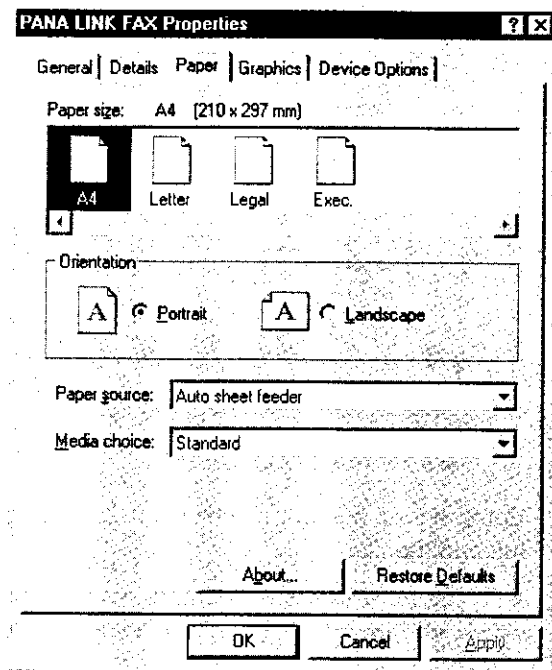 PANA LINK FAX Properties ? X
General Details Paper Graphics Device Options
Paper size: A4 (210 x 297 mm)
A4 Letter Legal Exec.
Orientation
A Portrait A Landscape
Paper source: Auto sheet feeder
Media choice: Standard
About... Restore Defaults
OK Cancel Apply